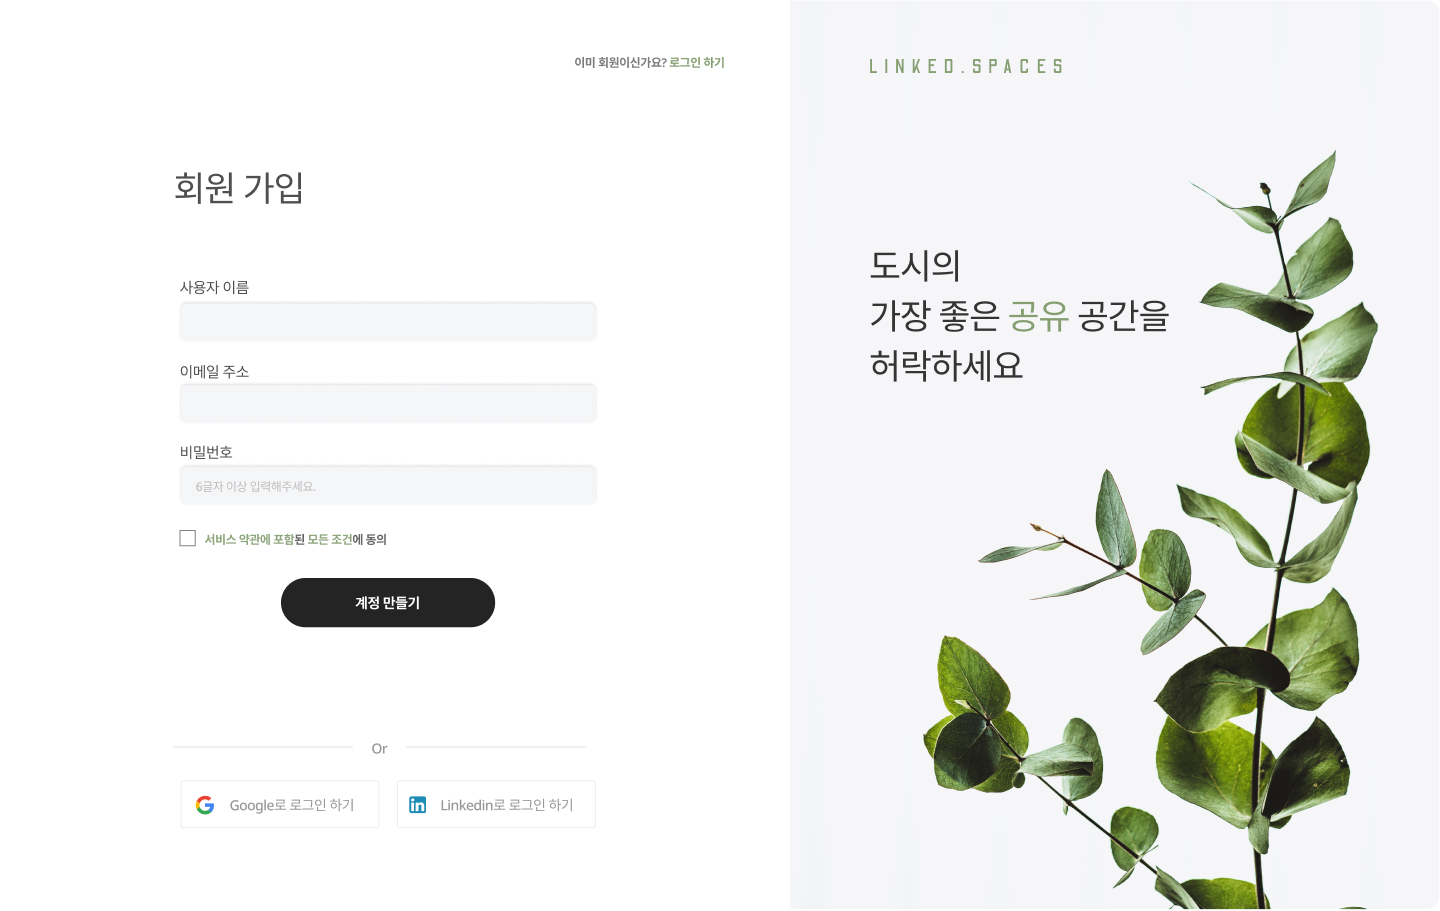 이미 회원이신가요? 로그인 하기
회원 가입
사용자 이름
이메일 주소
비밀번호
6글자 이상 입력해주세요.
서비스 약관에 포함된 모든 조건에 동의
계정 만들기
Or
Google로 로그인 하기
Linkedin로 로그인 하기
LINKED.SPACES
도시의
가장 좋은 공유 공간을
허락하세요